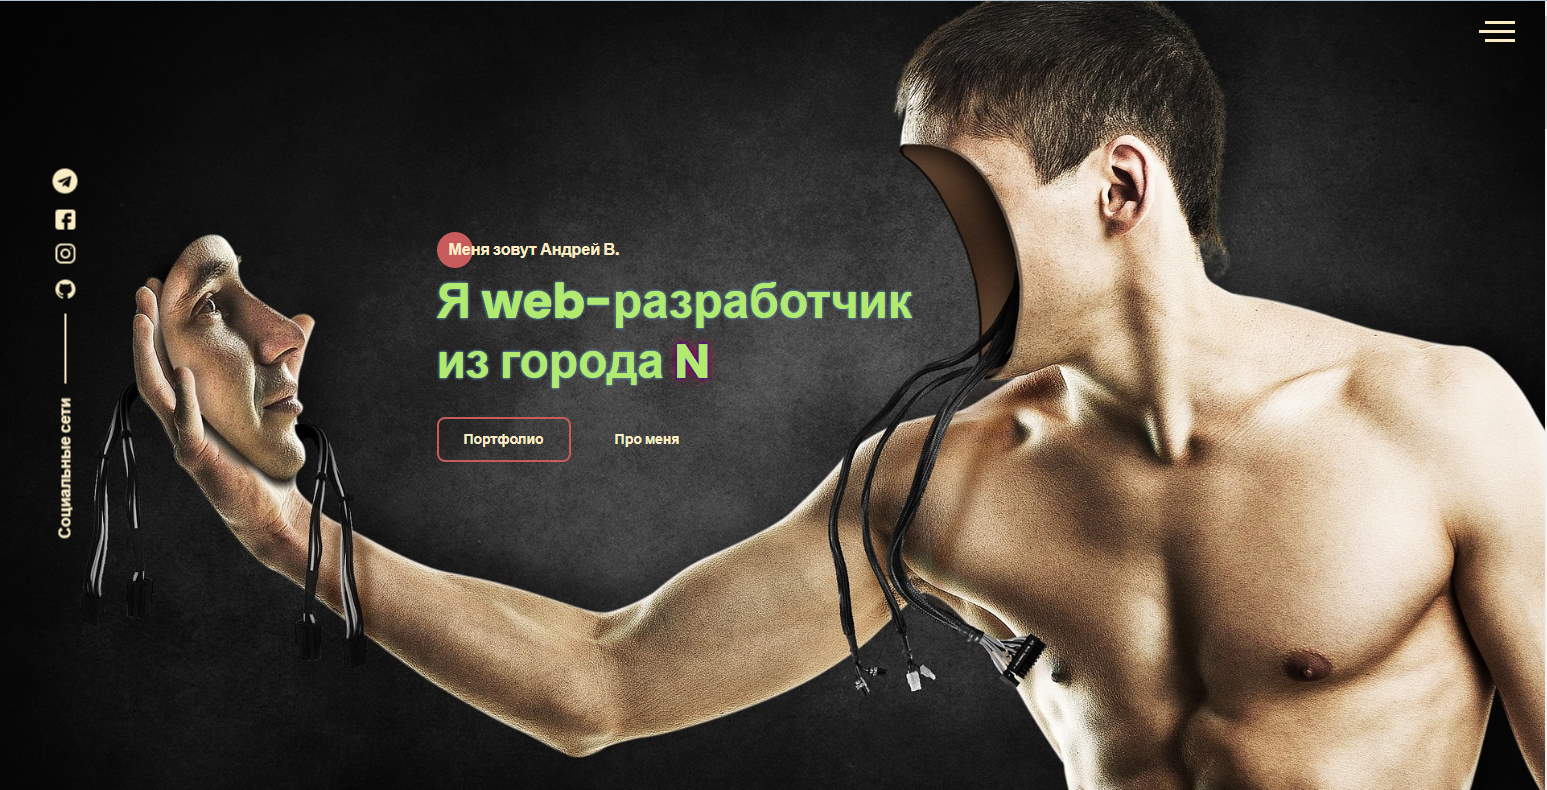 Меня зовут Андрей В.
Я web-разработчик
из города N
Портфолио
Про меня
Социальные сети